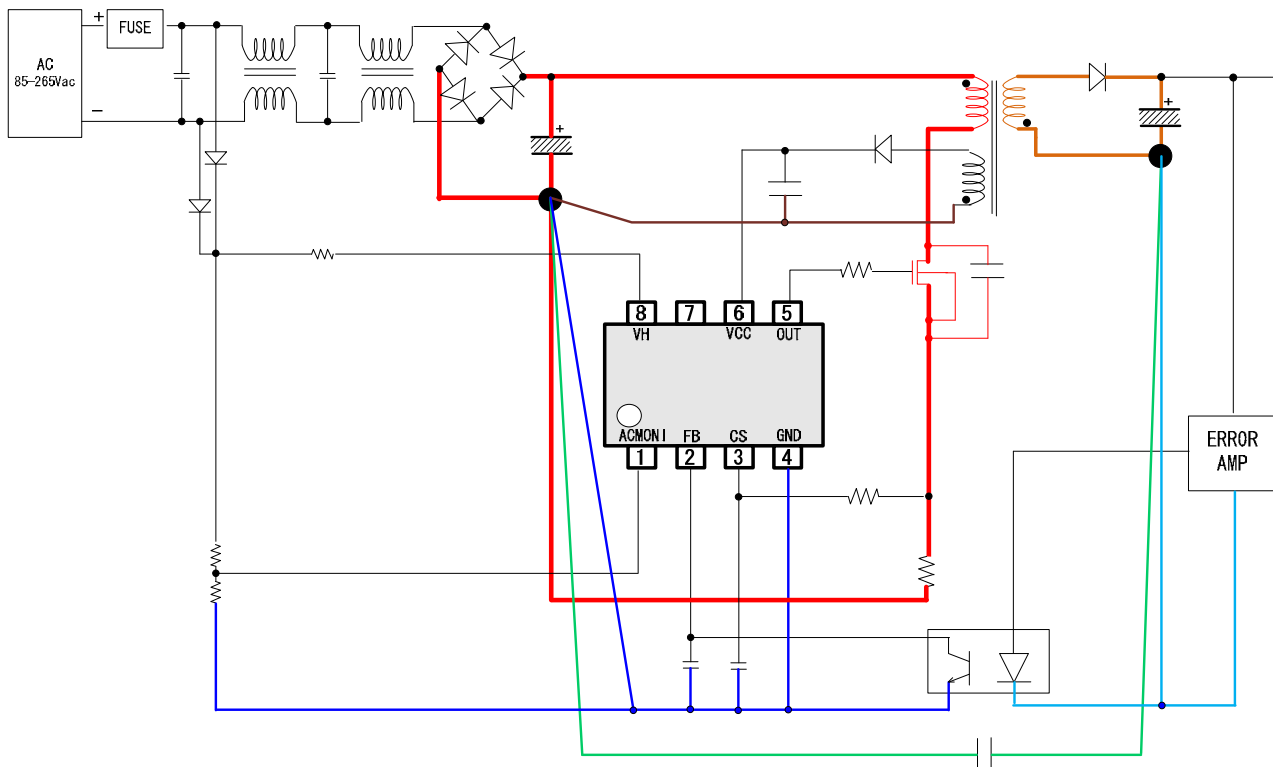 +
FUSE
AC
85-265Vac
-
+
+
8 7 6 5
VH VCC OUT
ACMONI FB CS GND
1 2 3 4
ERROR
AMP